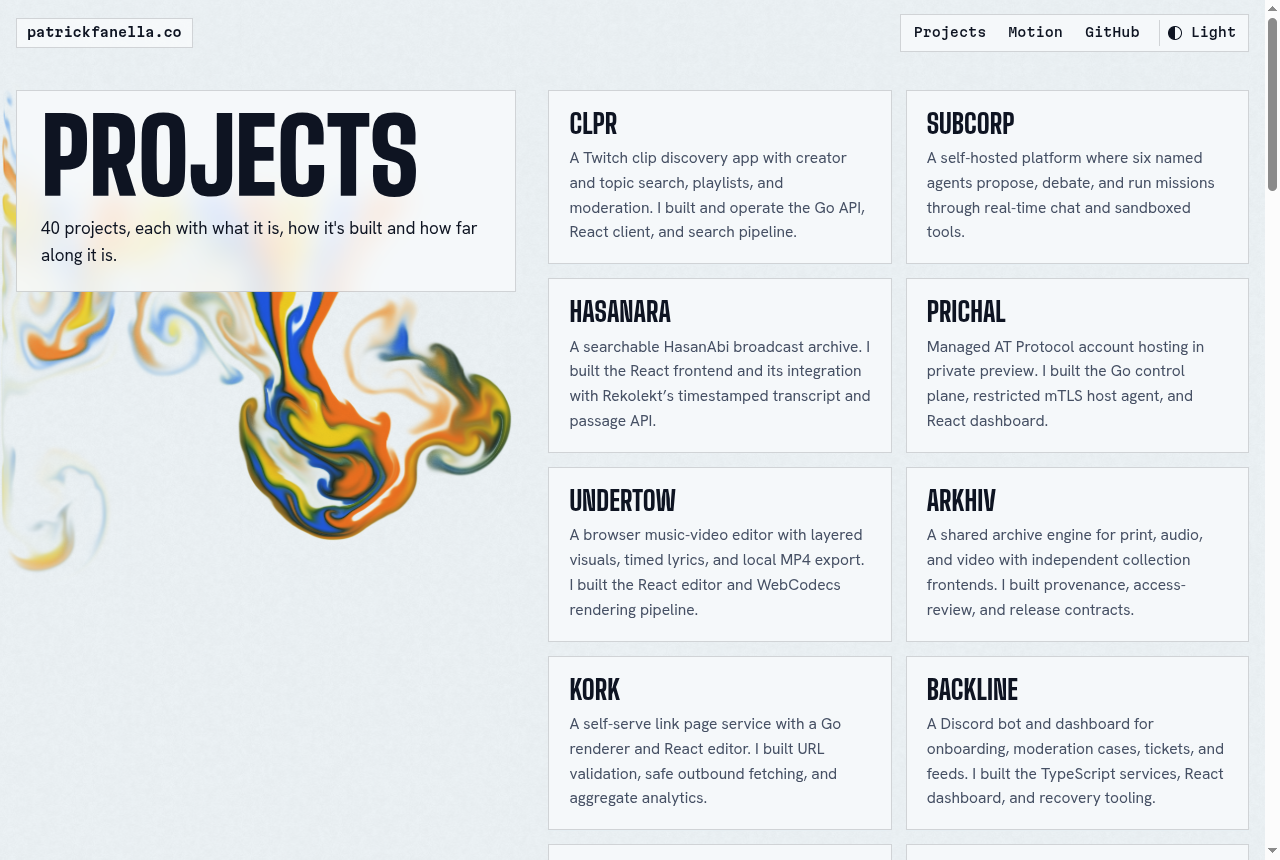 patrickfanella.co
Projects Motion GitHub Light
PROJECTS
40 projects, each with what it is, how it's built and how far
along it is.
CLPR
A Twitch clip discovery app with creator
and topic search, playlists, and
moderation. I built and operate the Go API,
React client, and search pipeline.
SUBCORP
A self-hosted platform where six named
agents propose, debate, and run missions
through real-time chat and sandboxed
tools.
HASANARA
A searchable HasanAbi broadcast archive. I
built the React frontend and its integration
with Rekolekt’s timestamped transcript and
passage API.
PRICHAL
Managed AT Protocol account hosting in
private preview. I built the Go control
plane, restricted mTLS host agent, and
React dashboard.
UNDERTOW
A browser music-video editor with layered
visuals, timed lyrics, and local MP4 export.
I built the React editor and WebCodecs
rendering pipeline.
ARKHIV
A shared archive engine for print, audio,
and video with independent collection
frontends. I built provenance, access-
review, and release contracts.
KORK
A self-serve link page service with a Go
renderer and React editor. I built URL
validation, safe outbound fetching, and
aggregate analytics.
BACKLINE
A Discord bot and dashboard for
onboarding, moderation cases, tickets, and
feeds. I built the TypeScript services, React
dashboard, and recovery tooling.